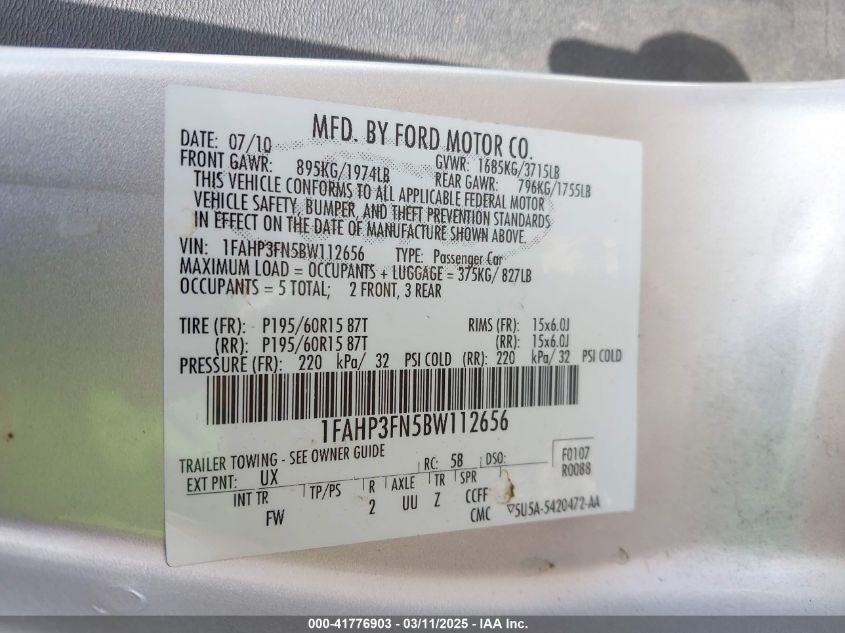 MFD. BY FORD MOTOR CO.
DATE: 07/10 GVWR: 1685KG/3715LB
FRONT GAWR: 895KG/1974LB REAR GAWR: 796KG/1755LB
THIS VEHICLE CONFORMS TO ALL APPLICABLE FEDERAL MOTOR
VEHICLE SAFETY, BUMPER, AND THEFT PREVENTION STANDARDS
IN EFFECT ON THE DATE OF MANUFACTURE SHOWN ABOVE.
VIN: 1FAHP3FN5BW112656 TYPE: Passenger Car
MAXIMUM LOAD = OCCUPANTS + LUGGAGE = 375KG/ 827LB
OCCUPANTS = 5 TOTAL; 2 FRONT, 3 REAR
TIRE (FR): P195/60R15 87T RIMS (FR): 15x6.0J
(RR): P195/60R15 87T (RR): 15x6.0J
PRESSURE (FR): 220 kPa/ 32 PSI COLD (RR): 220 kPa/ 32 PSI COLD
1FAHP3FN5BW112656
TRAILER TOWING - SEE OWNER GUIDE RC: 58 DSO: F0107
EXT PNT: UX R0088
INT TR TP/PS R AXLE TR SPR
FW 2 UU Z CCFF
CMC 5U5A-5420472-AA
000-41776903 - 03/11/2025 - IAA Inc.